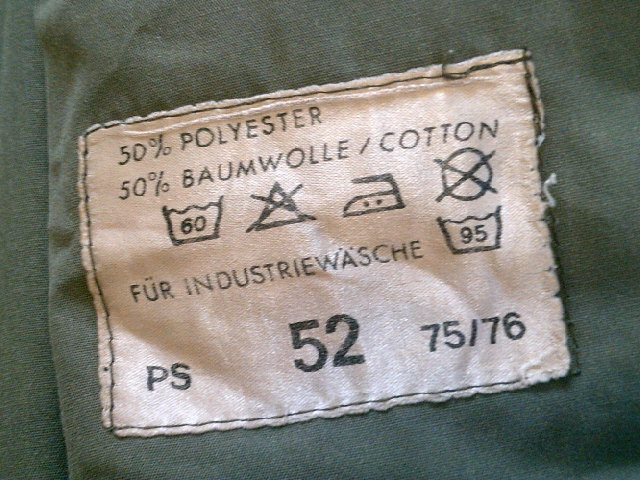 50% POLYESTER
50% BAUMWOLLE / COTTON
60
FÜR INDUSTRIEWÄSCHE 95
PS 52 75/76